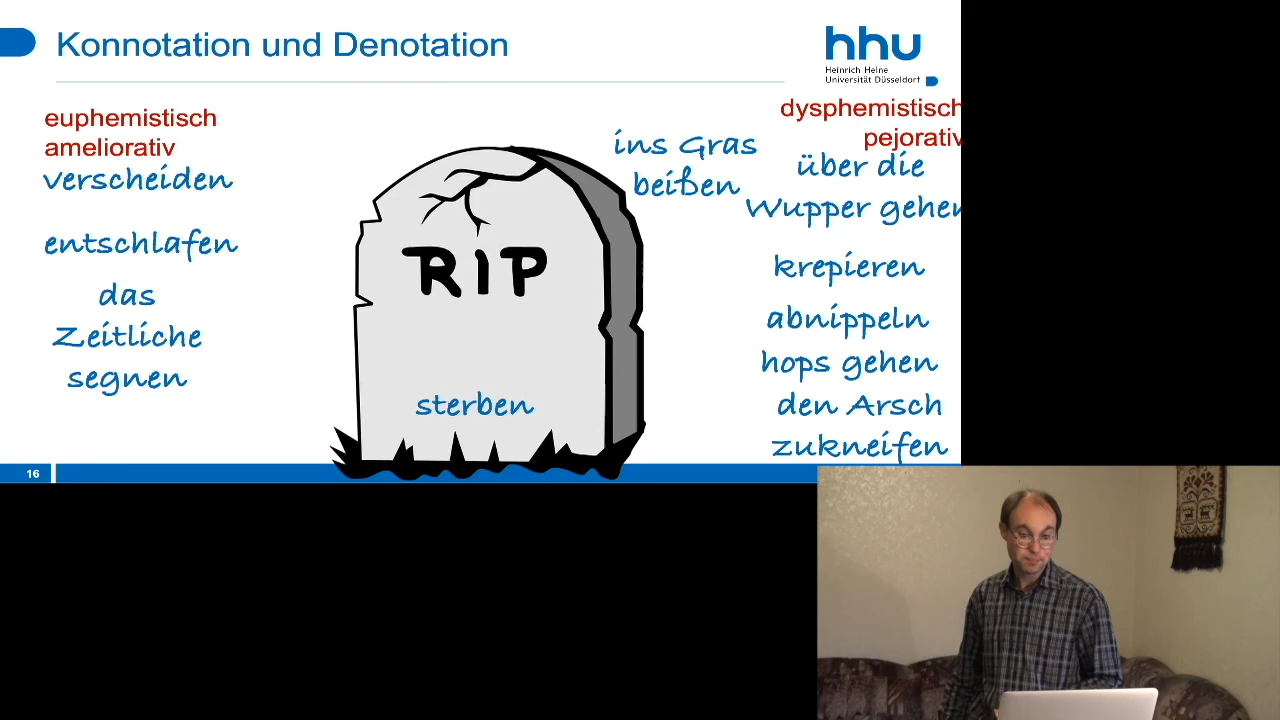 Konnotation und Denotation
hhu
Heinrich Heine
Universität Düsseldorf
euphemistisch
ameliorativ
verscheiden
entschlafen
das
Zeitliche
segnen
RIP
sterben
ins Gras
beißen
dysphemistisch
pejorativ
über die
Wupper gehen
krepieren
abnippeln
hops gehen
den Arsch
zukneifen
16